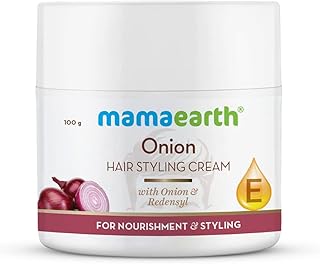 100 g
mamaearth®
Onion
HAIR STYLING CREAM
with Onion &
Redensyl
E
FOR NOURISHMENT & STYLING